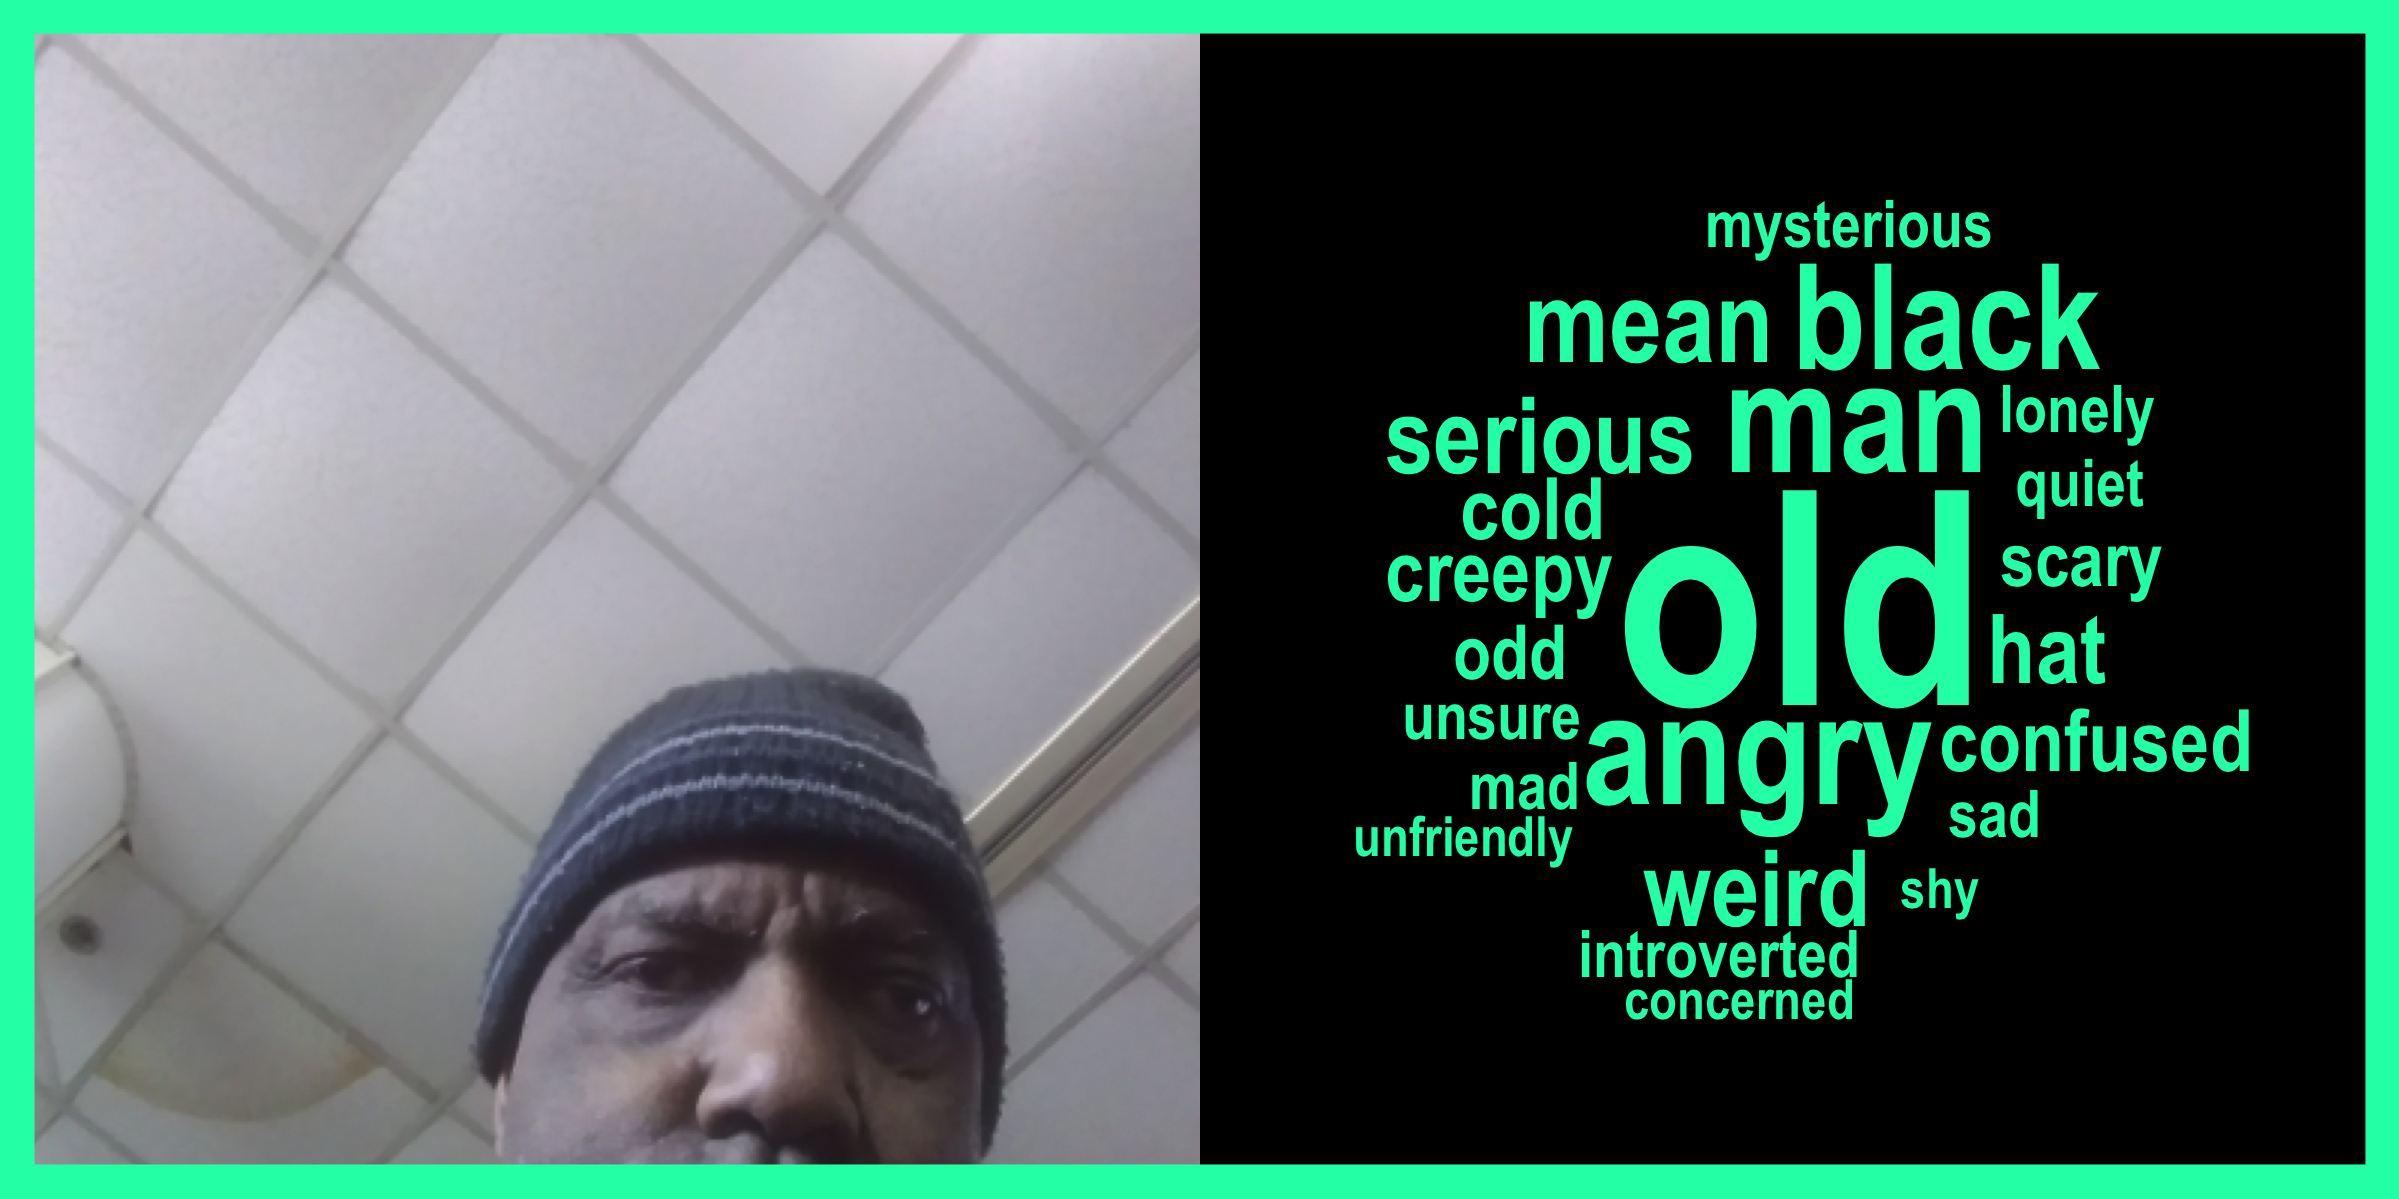 mysterious
mean black
serious man lonely
cold quiet
creepy old scary
odd hat
unsure angry confused
mad sad
unfriendly
weird shy
introverted
concerned